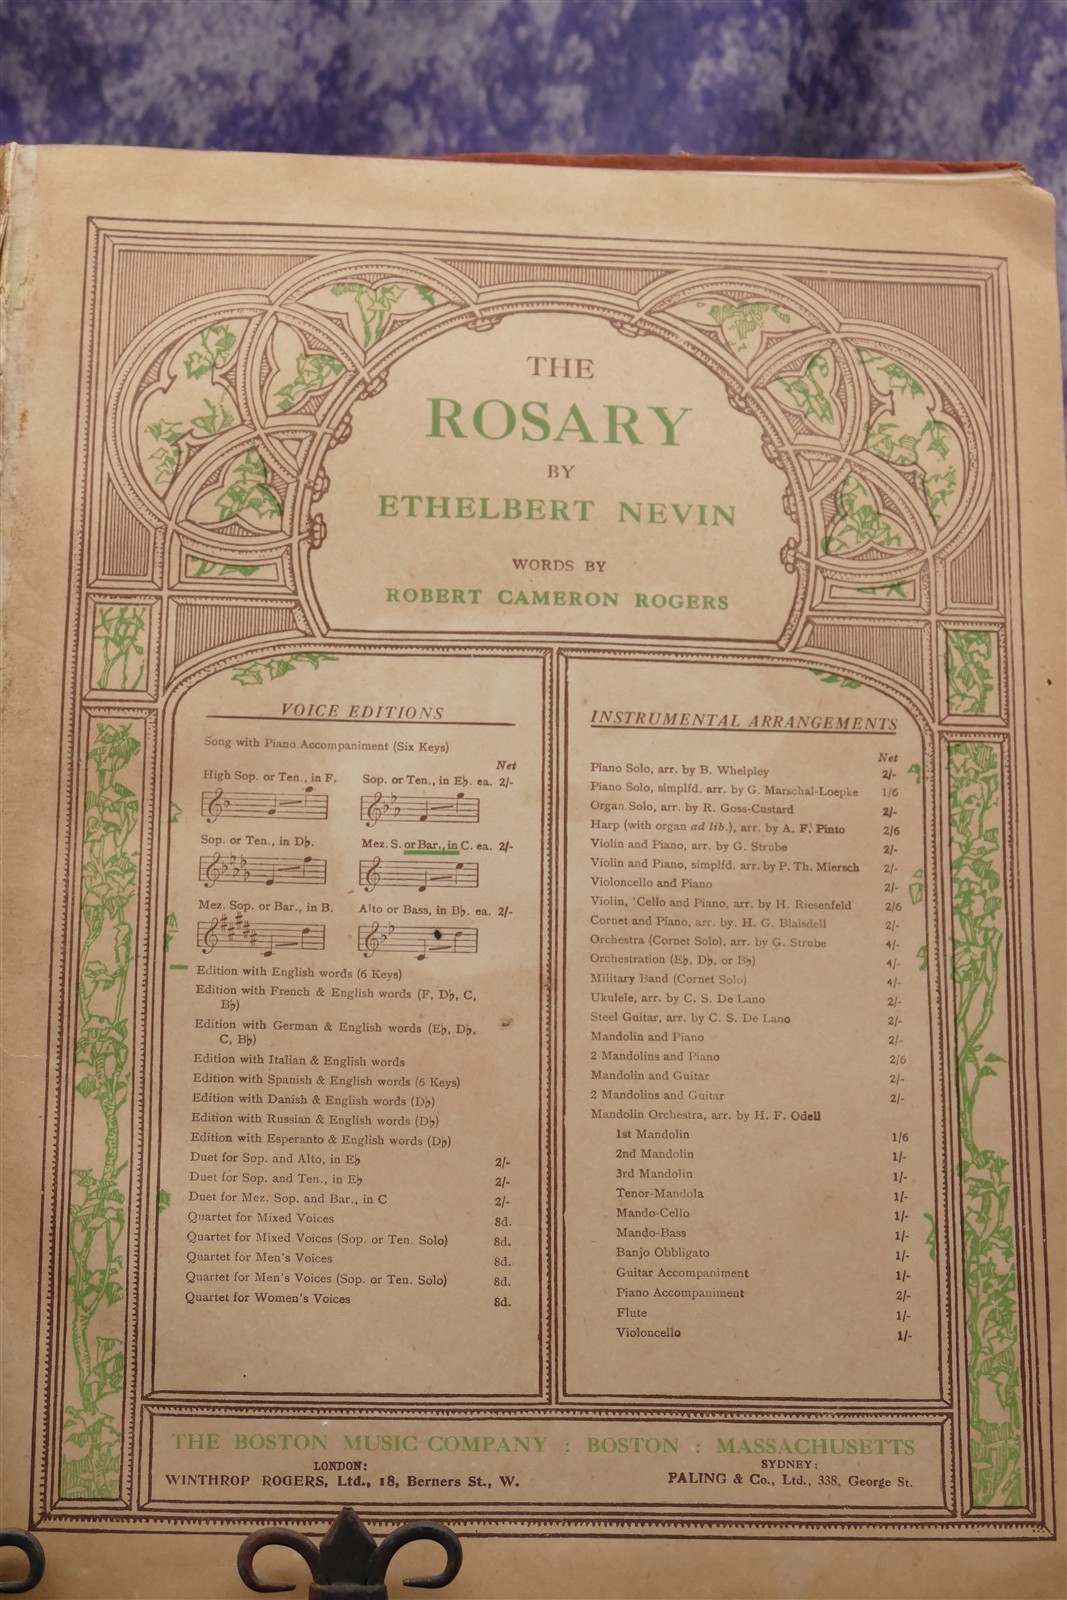 THE
ROSARY
BY
ETHELBERT NEVIN
WORDS BY
ROBERT CAMERON ROGERS
VOICE EDITIONS
Song with Piano Accompaniment (Six Keys)
Net
High Sop. or Ten., in F. Sop. or Ten., in E♭. ea. 2/-
Sop. or Ten., in D♭. Mez. S. or Bar., in C. ea. 2/-
Mez. Sop. or Bar., in B. Alto or Bass, in B♭. ea. 2/-
Edition with English words (6 Keys)
Edition with French & English words (F, D♭, C,
B♭)
Edition with German & English words (E♭, D♭,
C, B♭)
Edition with Italian & English words
Edition with Spanish & English words (6 Keys)
Edition with Danish & English words (D♭)
Edition with Russian & English words (D♭)
Edition with Esperanto & English words (D♭)
Duet for Sop. and Alto, in E♭ 2/-
Duet for Sop. and Ten., in E♭ 2/-
Duet for Mez. Sop. and Bar., in C 2/-
Quartet for Mixed Voices 8d.
Quartet for Mixed Voices (Sop. or Ten. Solo) 8d.
Quartet for Men's Voices 8d.
Quartet for Men's Voices (Sop. or Ten. Solo) 8d.
Quartet for Women's Voices 8d.
INSTRUMENTAL ARRANGEMENTS
Net
Piano Solo, arr. by B. Whelpley 2/-
Piano Solo, simplfd. arr. by G. Marschal-Loepke 1/6
Organ Solo, arr. by R. Goss-Custard 2/-
Harp (with organ ad lib.), arr. by A. F. Pinto 2/6
Violin and Piano, arr. by G. Strube 2/-
Violin and Piano, simplfd. arr. by P. Th. Miersch 2/-
Violoncello and Piano 2/-
Violin, 'Cello and Piano, arr. by H. Riesenfeld 2/6
Cornet and Piano, arr. by. H. G. Blaisdell 2/-
Orchestra (Cornet Solo), arr. by G. Strube 4/-
Orchestration (E♭, D♭, or B♭) 4/-
Military Band (Cornet Solo) 4/-
Ukulele, arr. by C. S. De Lano 2/-
Steel Guitar, arr. by C. S. De Lano 2/-
Mandolin and Piano 2/-
2 Mandolins and Piano 2/6
Mandolin and Guitar 2/-
2 Mandolins and Guitar 2/-
Mandolin Orchestra, arr. by H. F. Odell
1st Mandolin 1/6
2nd Mandolin 1/-
3rd Mandolin 1/-
Tenor-Mandola 1/-
Mando-Cello 1/-
Mando-Bass 1/-
Banjo Obbligato 1/-
Guitar Accompaniment 1/-
Piano Accompaniment 2/-
Flute 1/-
Violoncello 1/-
THE BOSTON MUSIC COMPANY : BOSTON : MASSACHUSETTS
LONDON:
WINTHROP ROGERS, Ltd., 18, Berners St., W.
SYDNEY:
PALING & Co., Ltd., 338, George St.